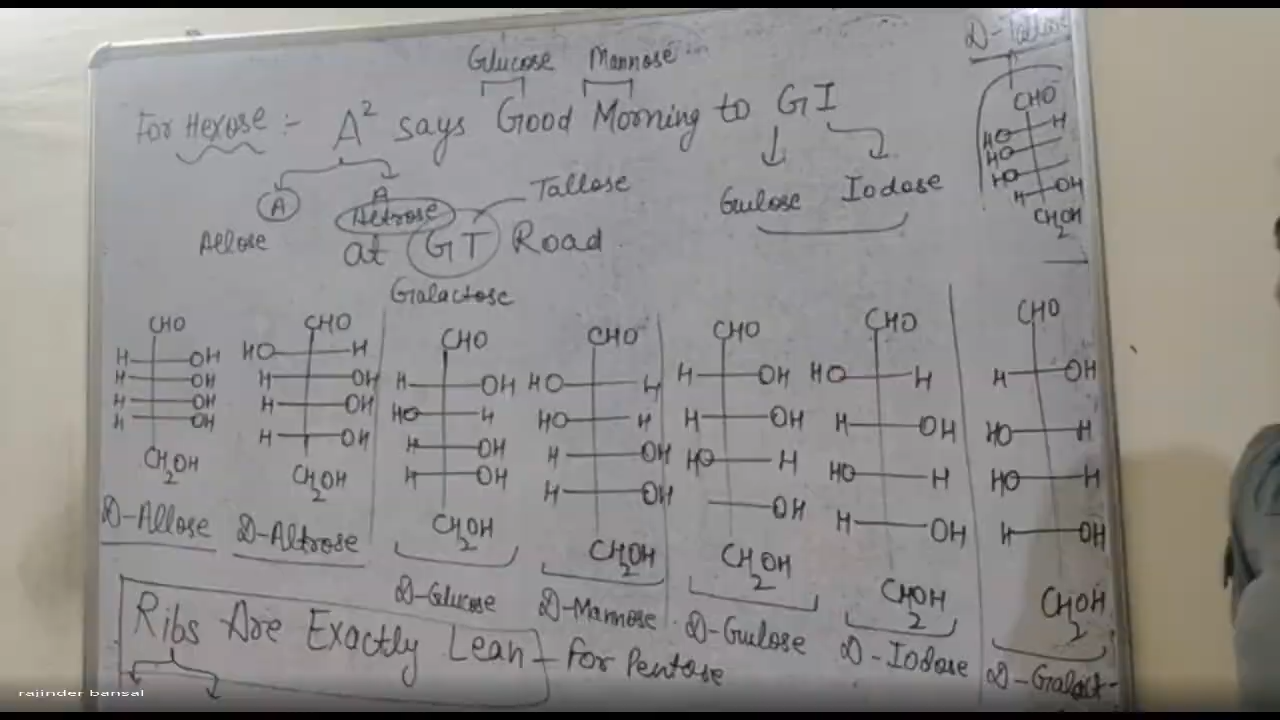 Glucose Mannose
For Hexose :- A² says Good Morning to GI
A A
Altrose
Tallose
Gulose Iodose
Allose
at GT Road
Galactose
D-Tallose
CHO
HO H
HO
HO
H OH
CH2OH
CHO
H OH
H OH
H OH
H OH
CH2OH
D-Allose
CHO
HO H
H OH
H OH
H OH
CH2OH
D-Altrose
CHO
H OH
HO H
H OH
H OH
CH2OH
D-Glucose
CHO
HO H
HO H
H OH
H OH
CH2OH
D-Mannose
CHO
H OH
H OH
HO H
OH
CH2OH
D-Gulose
CHO
HO H
H OH
HO H
H OH
CH2OH
D-Iodose
CHO
H OH
HO H
HO H
H OH
CH2OH
D-Galact-
Ribs Are Exactly Lean - for Pentose
rajinder bansal